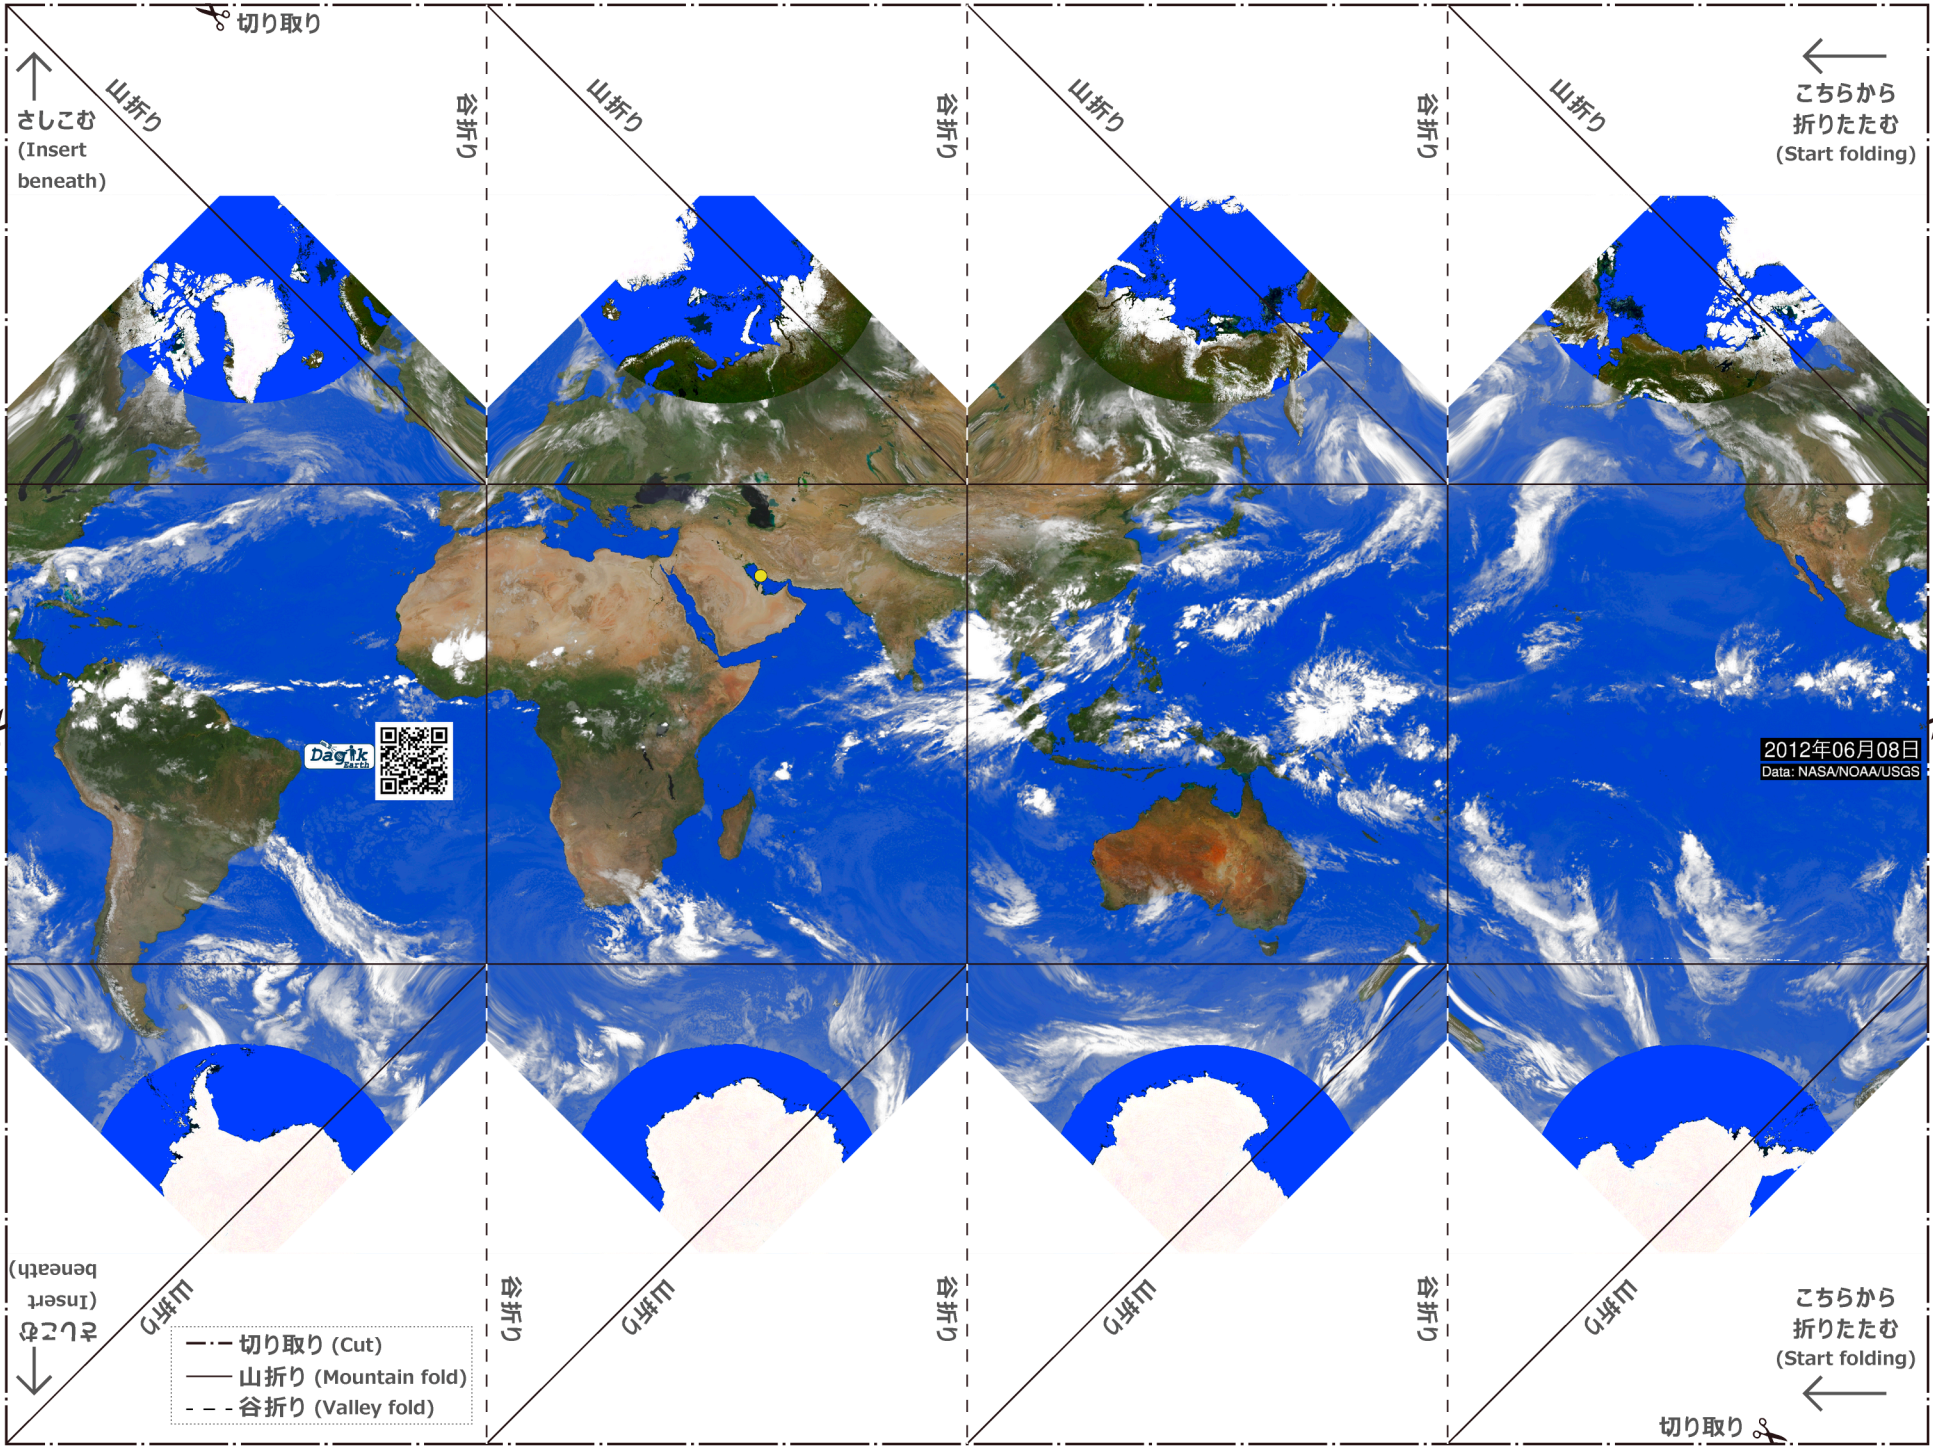 切り取り
山折り
谷折り
山折り
谷折り
山折り
谷折り
山折り
さしこむ
(Insert
beneath)
こちらから
折りたたむ
(Start folding)
Dagik
Earth
2012年06月08日
Data: NASA/NOAA/USGS
さしこむ
(Insert
beneath)
山折り
谷折り
山折り
谷折り
山折り
谷折り
山折り
切り取り (Cut)
山折り (Mountain fold)
谷折り (Valley fold)
こちらから
折りたたむ
(Start folding)
切り取り